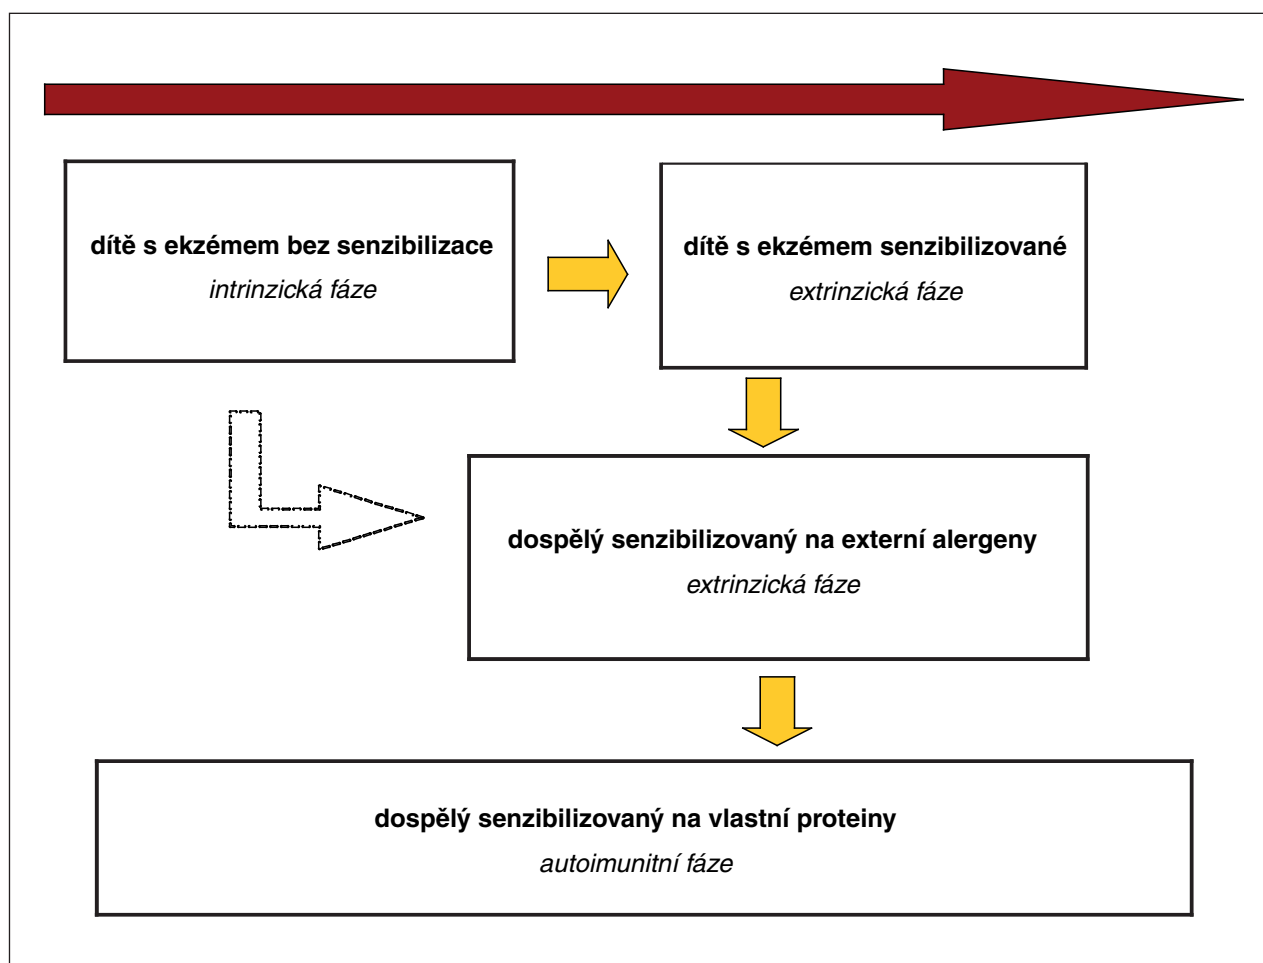 dítě s ekzémem bez senzibilizace
intrinzická fáze
dítě s ekzémem senzibilizované
extrinzická fáze
dospělý senzibilizovaný na externí alergeny
extrinzická fáze
dospělý senzibilizovaný na vlastní proteiny
autoimunitní fáze